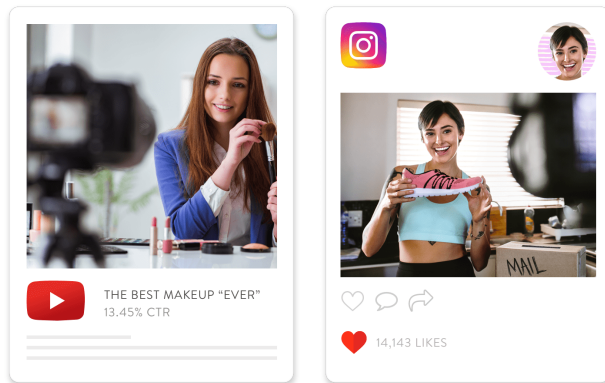 THE BEST MAKEUP “EVER”
13.45% CTR
MAIL
14,143 LIKES